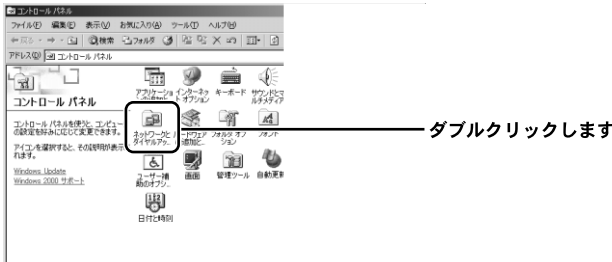 コントロール パネル
ファイル(F) 編集(E) 表示(V) お気に入り(A) ツール(T) ヘルプ(H)
戻る 検索 フォルダ
アドレス(D) コントロール パネル
コントロール パネル
コントロール パネルを使うと、コンピュー
の設定を好みに応じて変更できます。
アイコンを選択すると、その説明が表示
れます。
Windows Update
Windows 2000 サポート
アプリケーショ
インターネッ
ト オプション
キーボード
サウンドとマ
ルチメディア
ネットワークと
ダイヤルアッ...
ードウェア
追加と...
フォルダ オプ
ション
フォント
ユーザー補
助のオプシ...
画面
管理ツール
自動更新
日付と時刻
ダブルクリックします